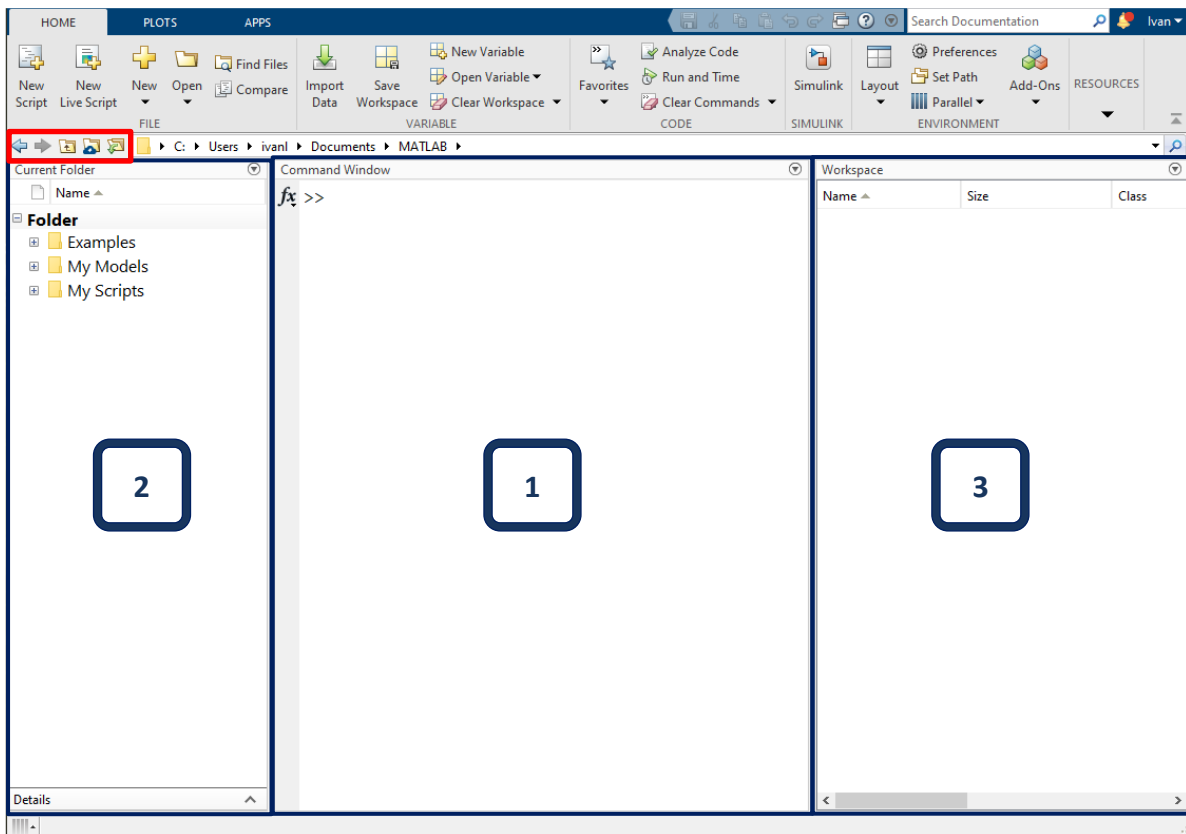 HOME PLOTS APPS Search Documentation Ivan
New Script New Live Script New Open Find Files Compare Import Data Save Workspace New Variable Open Variable Clear Workspace Favorites Analyze Code Run and Time Clear Commands Simulink Layout Preferences Set Path Parallel Add-Ons RESOURCES
FILE VARIABLE CODE SIMULINK ENVIRONMENT
C: Users ivanl Documents MATLAB
Current Folder Command Window Workspace
Name fx >> Name Size Class
Folder
Examples
My Models
My Scripts
2 1 3
Details